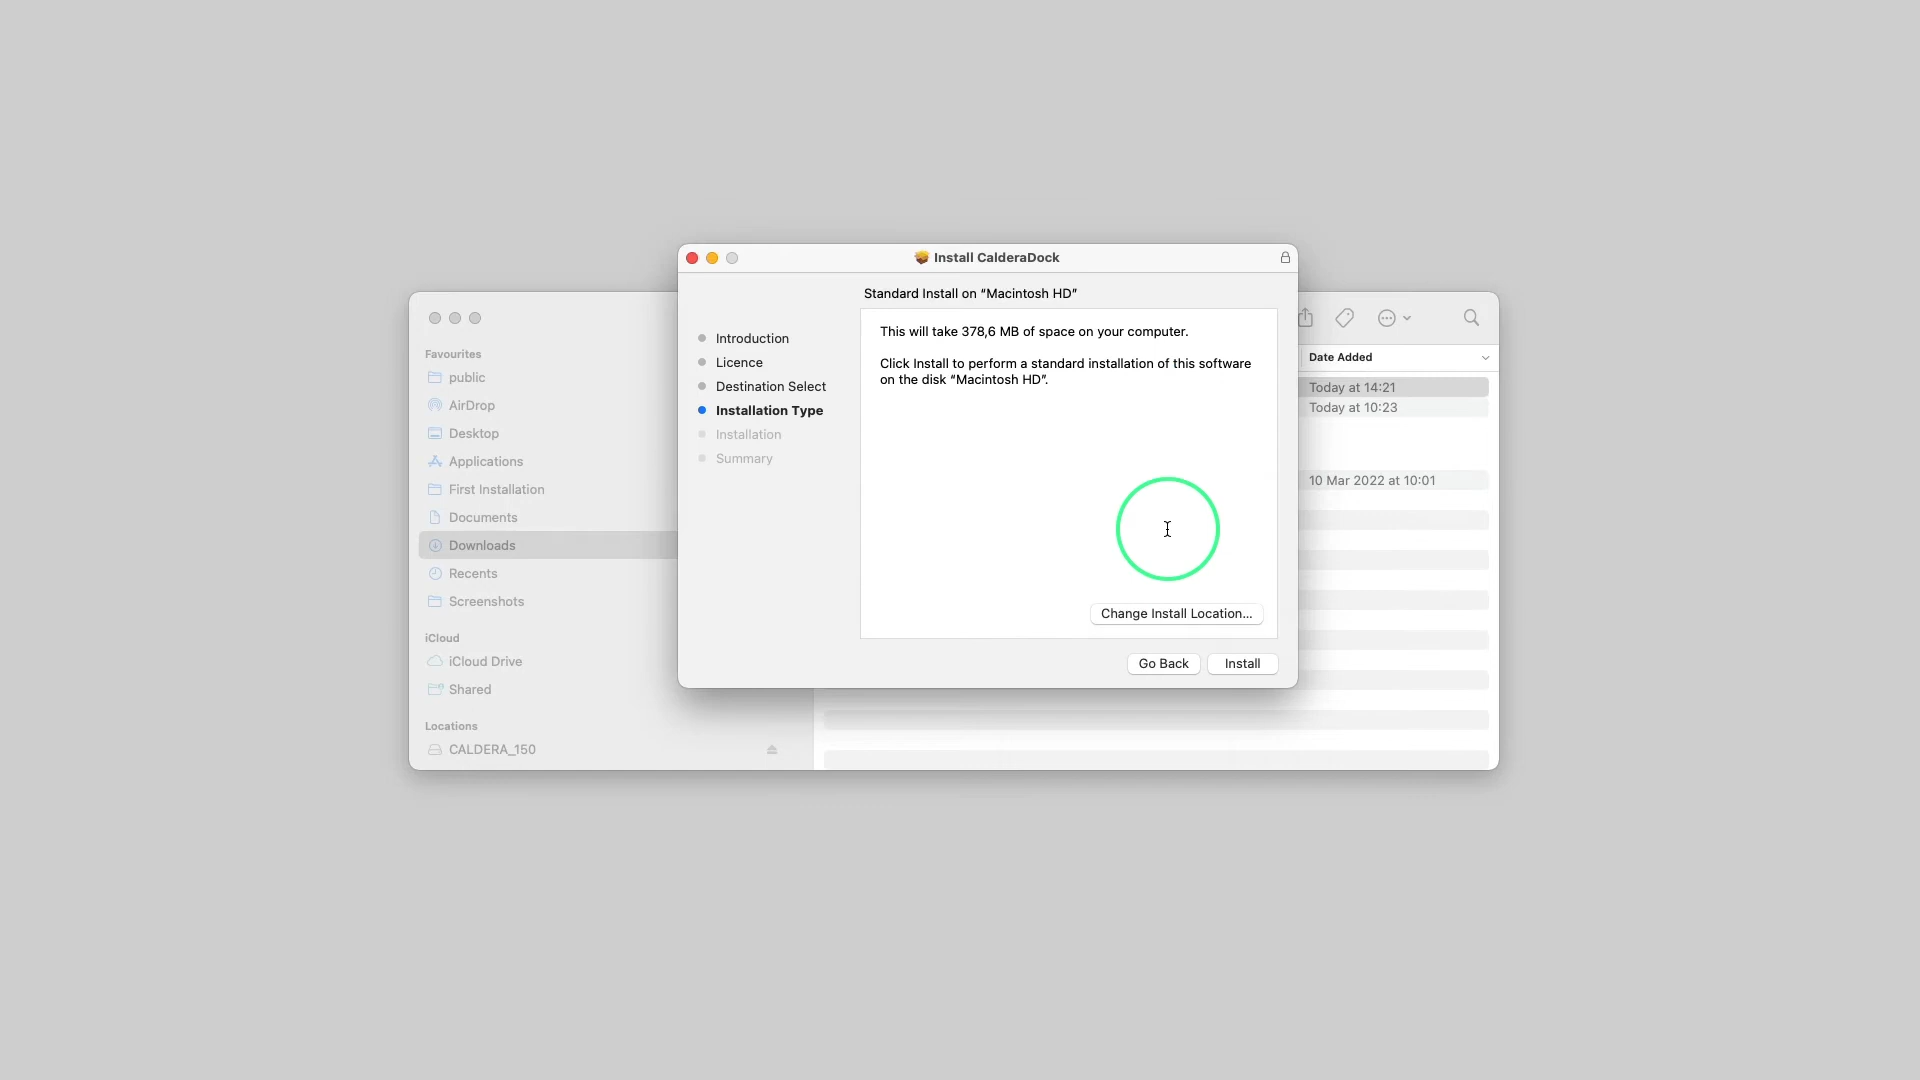 Install CalderaDock
Standard Install on “Macintosh HD”
Introduction
Licence
Destination Select
Installation Type
Installation
Summary
This will take 378,6 MB of space on your computer.
Click Install to perform a standard installation of this software
on the disk “Macintosh HD”.
Change Install Location...
Go Back
Install
Favourites
public
AirDrop
Desktop
Applications
First Installation
Documents
Downloads
Recents
Screenshots
iCloud
iCloud Drive
Shared
Locations
CALDERA_150
Date Added
Today at 14:21
Today at 10:23
10 Mar 2022 at 10:01